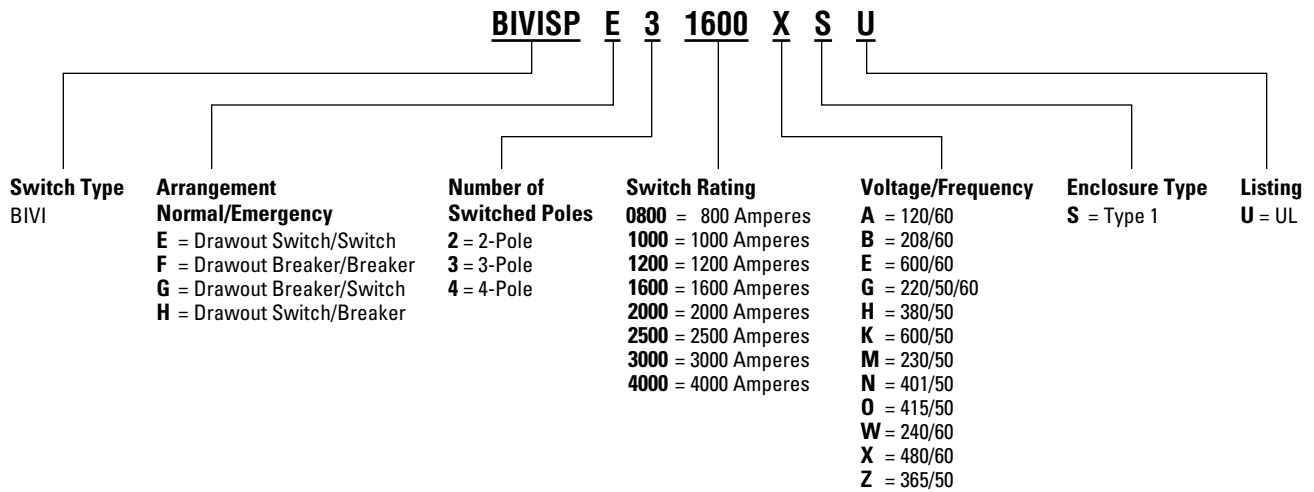 BIVISP E 3 1600 X S U
Switch Type
BIVI
Arrangement
Normal/Emergency
E = Drawout Switch/Switch
F = Drawout Breaker/Breaker
G = Drawout Breaker/Switch
H = Drawout Switch/Breaker
Number of
Switched Poles
2 = 2-Pole
3 = 3-Pole
4 = 4-Pole
Switch Rating
0800 = 800 Amperes
1000 = 1000 Amperes
1200 = 1200 Amperes
1600 = 1600 Amperes
2000 = 2000 Amperes
2500 = 2500 Amperes
3000 = 3000 Amperes
4000 = 4000 Amperes
Voltage/Frequency
A = 120/60
B = 208/60
E = 600/60
G = 220/50/60
H = 380/50
K = 600/50
M = 230/50
N = 401/50
O = 415/50
W = 240/60
X = 480/60
Z = 365/50
Enclosure Type
S = Type 1
Listing
U = UL